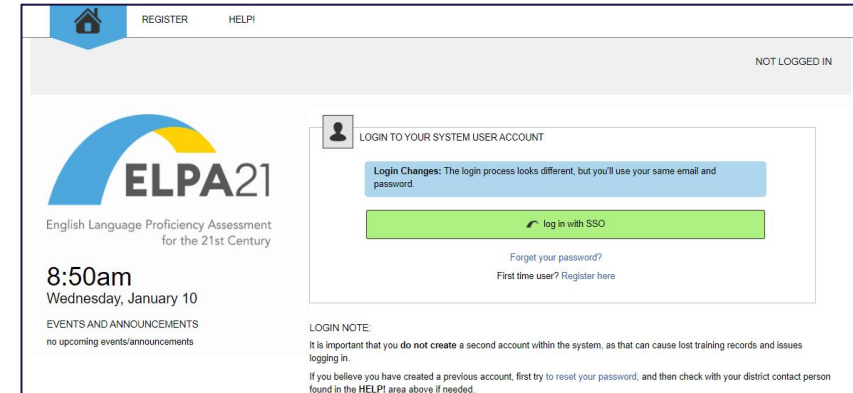 REGISTER HELP!
NOT LOGGED IN
ELPA21
English Language Proficiency Assessment
for the 21st Century
8:50am
Wednesday, January 10
EVENTS AND ANNOUNCEMENTS
no upcoming events/announcements
LOGIN TO YOUR SYSTEM USER ACCOUNT
Login Changes: The login process looks different, but you'll use your same email and
password.
log in with SSO
Forget your password?
First time user? Register here
LOGIN NOTE:
It is important that you do not create a second account within the system, as that can cause lost training records and issues
logging in.
If you believe you have created a previous account, first try to reset your password, and then check with your district contact person
found in the HELP! area above if needed.